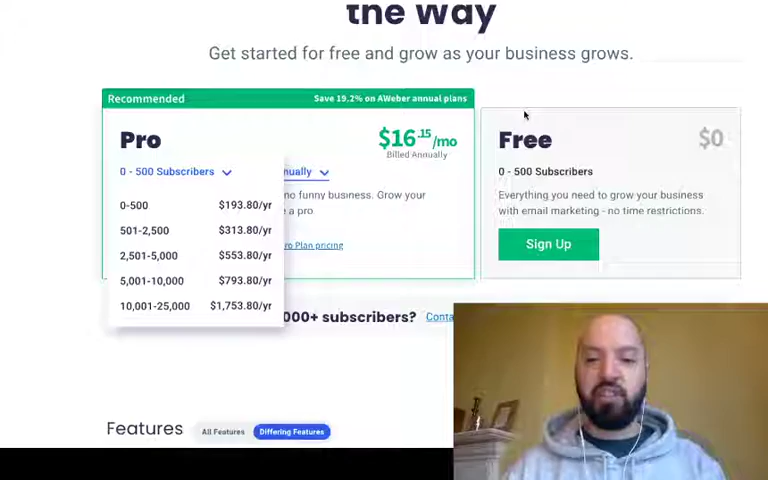 the way
Get started for free and grow as your business grows.
Recommended
Save 19.2% on AWeber annual plans
Pro
$16.15/mo
Billed Annually
0 - 500 Subscribers
nually
no funny business. Grow your
e a pro
ro Plan pricing
0-500 $193.80/yr
501-2,500 $313.80/yr
2,501-5,000 $553.80/yr
5,001-10,000 $793.80/yr
10,001-25,000 $1,753.80/yr
Free
$0
0 - 500 Subscribers
Everything you need to grow your business
with email marketing - no time restrictions.
Sign Up
000+ subscribers? Conta
Features
All Features
Differing Features